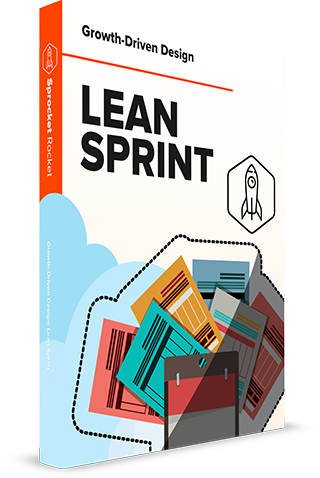 Growth-Driven Design
LEAN
SPRINT
Sprocket Rocket
Growth-Driven Design: Lean Sprint